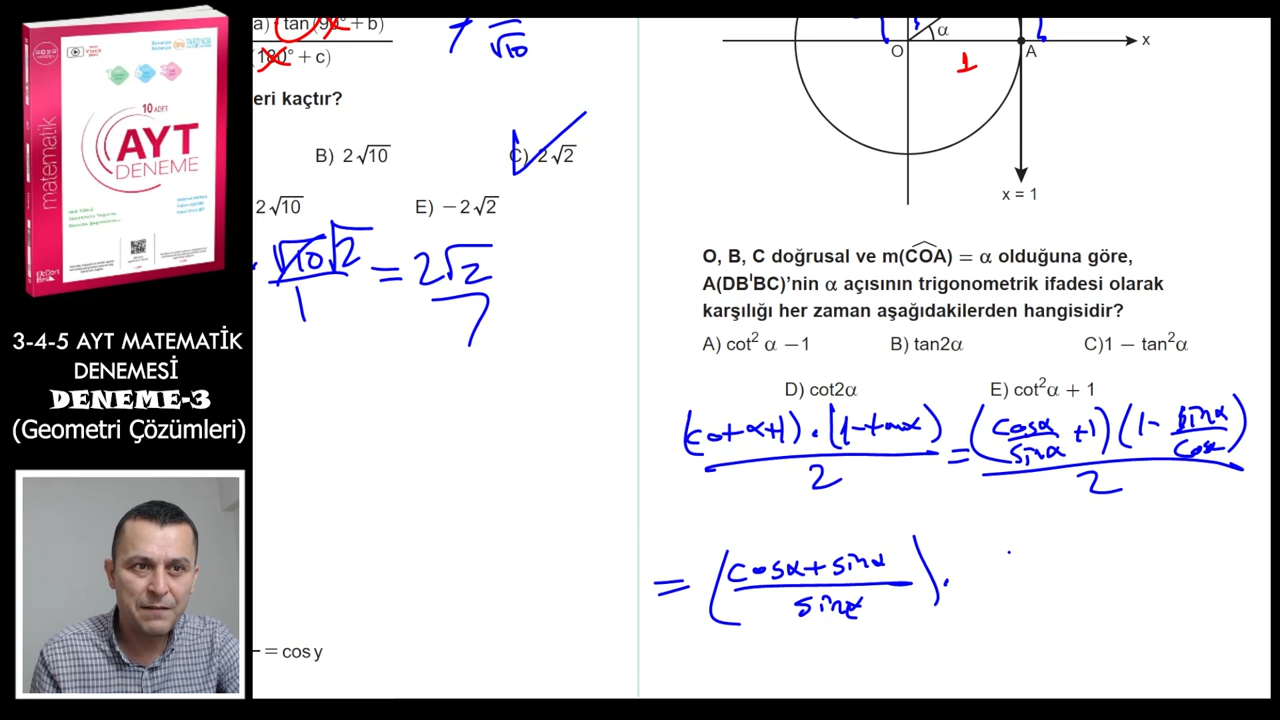 10 ADET
AYT
DENEME
matematik
3-4-5 AYT MATEMATİK
DENEMESİ
DENEME-3
(Geometri Çözümleri)
a) tan(90° + b)
(180° + c)
√10
eri kaçtır?
B) 2√10
C) 2√2
2√10
E) −2√2
· √10 √2 / 1 = 2√2
= cos y
O
α
1
A
x
x = 1
O, B, C doğrusal ve m(COA) = α olduğuna göre,
A(DB'BC)'nin α açısının trigonometrik ifadesi olarak
karşılığı her zaman aşağıdakilerden hangisidir?
A) cot² α −1
B) tan2α
C)1 − tan²α
D) cot2α
E) cot²α + 1
(cotα+1) · (1-tanα) / 2 = (cosα/sinα +1) (1- sinα/cosα) / 2
= (cosα+sinα / sinα) ·